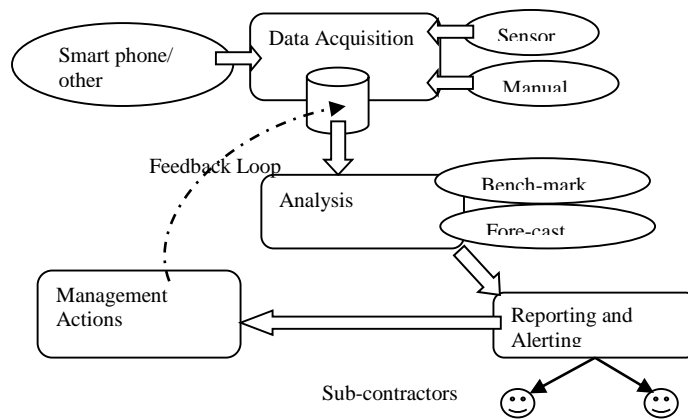 Smart phone/
other
Data Acquisition
Sensor
Manual
Feedback Loop
Analysis
Bench-mark
Fore-cast
Management
Actions
Reporting and
Alerting
Sub-contractors